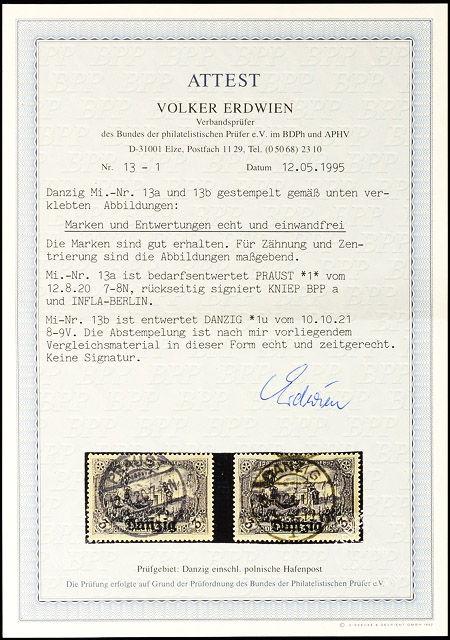 ATTEST
VOLKER ERDWIEN
Verbandsprüfer
des Bundes der philatelistischen Prüfer e.V. im BDPh und APHV
D-31001 Elze, Postfach 11 29, Tel. (0 50 68) 23 10
Nr. 13 - 1 Datum 12.05.1995
Danzig Mi.-Nr. 13a und 13b gestempelt gemäß unten ver-
klebten Abbildungen:
Marken und Entwertungen echt und einwandfrei
Die Marken sind gut erhalten. Für Zähnung und Zen-
trierung sind die Abbildungen maßgebend.
Mi.-Nr. 13a ist bedarfsentwertet PRAUST *1* vom
12.8.20 7-8N, rückseitig signiert KNIEP BPP a
und INFLA-BERLIN.
Mi-Nr. 13b ist entwertet DANZIG *1u vom 10.10.21
8-9V. Die Abstempelung ist nach mir vorliegendem
Vergleichsmaterial in dieser Form echt und zeitgerecht.
Keine Signatur.
Erdwien
PRAUST DANZIG
Danzig Danzig
Prüfgebiet: Danzig einschl. polnische Hafenpost
Die Prüfung erfolgte auf Grund der Prüfordnung des Bundes der Philatelistischen Prüfer e.V.